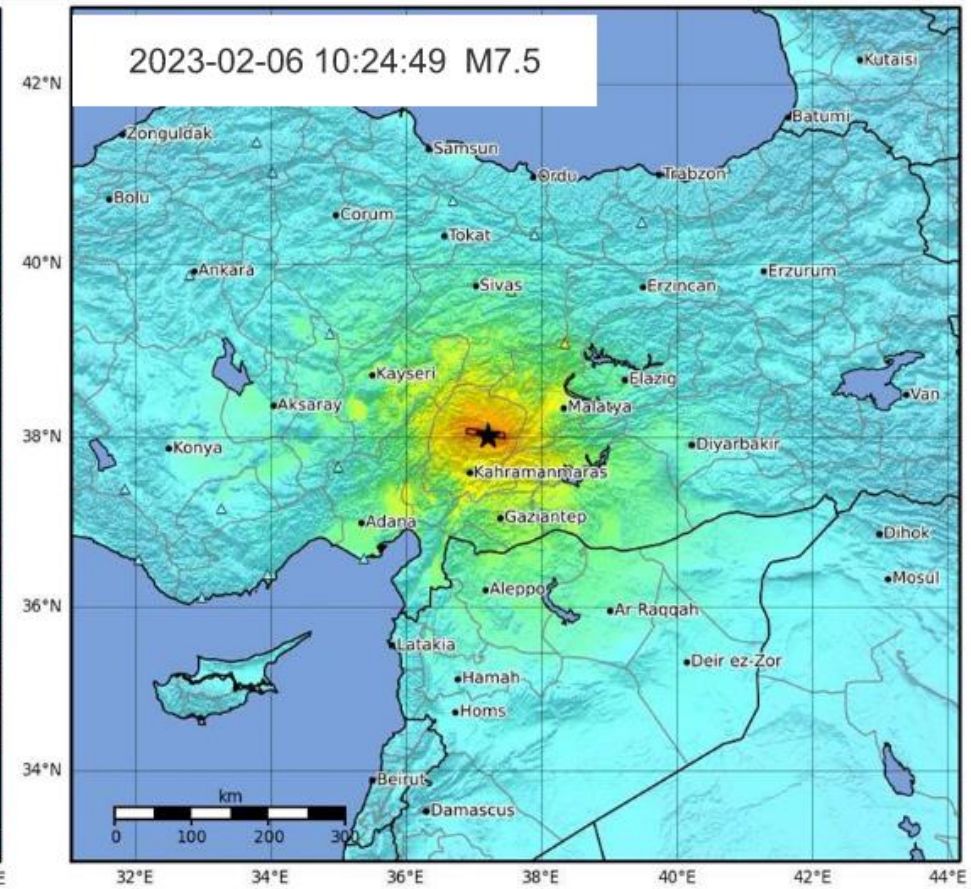 2023-02-06 10:24:49 M7.5
Kutaisi
42°N
Batumi
Zonguldak
Samsun
Ordu
Trabzon
Bolu
Corum
Tokat
40°N
Ankara
Erzurum
Sivas
Erzincan
Kayseri
Elazig
Aksaray
Malatya
Van
38°N
Konya
Diyarbakir
Kahramanmaras
Adana
Gaziantep
Dihok
Mosul
36°N
Aleppo
Ar Raqqah
Latakia
Deir ez-Zor
Hamah
Homs
34°N
Beirut
km
Damascus
0 100 200 300
E 32°E 34°E 36°E 38°E 40°E 42°E 44°E